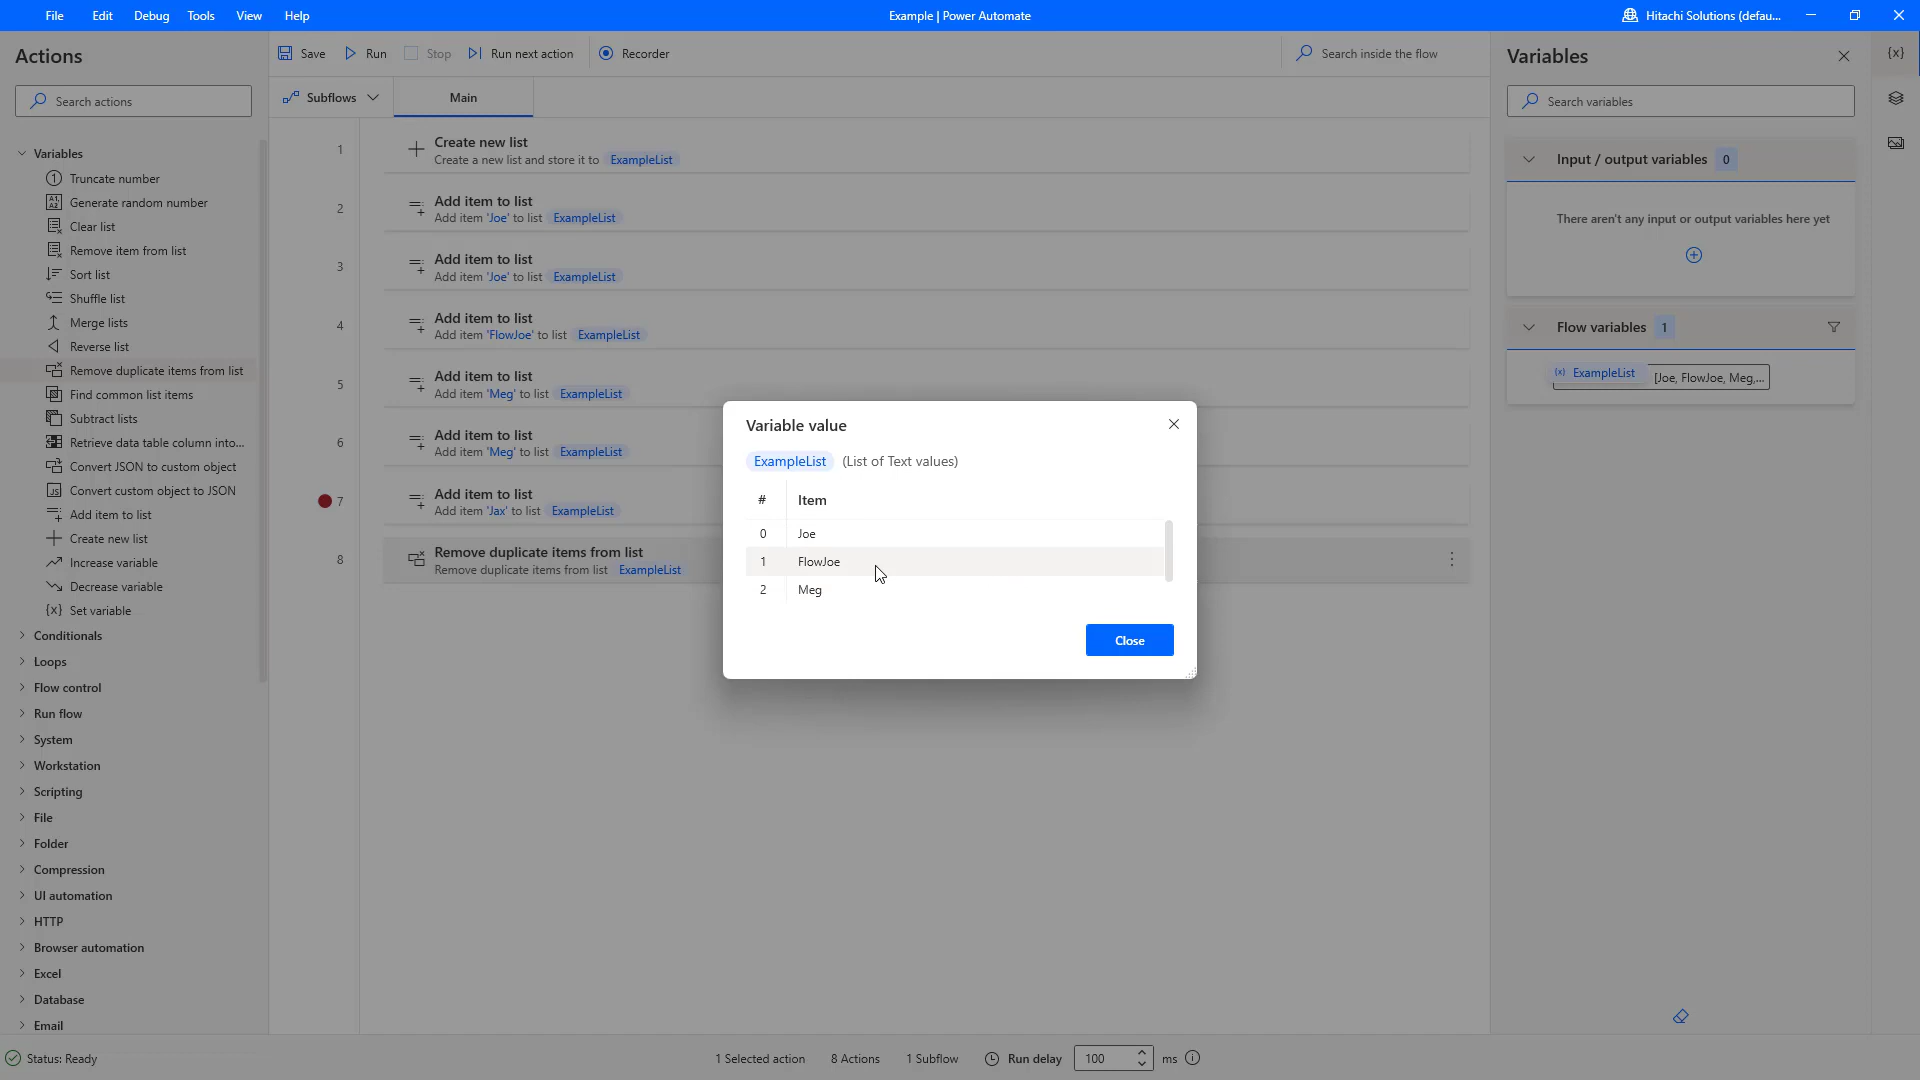 File Edit Debug Tools View Help
Example | Power Automate
Hitachi Solutions (defau...
Actions
Search actions
Variables
Truncate number
Generate random number
Clear list
Remove item from list
Sort list
Shuffle list
Merge lists
Reverse list
Remove duplicate items from list
Find common list items
Subtract lists
Retrieve data table column into...
Convert JSON to custom object
Convert custom object to JSON
Add item to list
Create new list
Increase variable
Decrease variable
{x} Set variable
Conditionals
Loops
Flow control
Run flow
System
Workstation
Scripting
File
Folder
Compression
UI automation
HTTP
Browser automation
Excel
Database
Email
Save Run Stop Run next action Recorder
Search inside the flow
Subflows
Main
1
Create new list
Create a new list and store it to ExampleList
2
Add item to list
Add item 'Joe' to list ExampleList
3
Add item to list
Add item 'Joe' to list ExampleList
4
Add item to list
Add item 'FlowJoe' to list ExampleList
5
Add item to list
Add item 'Meg' to list ExampleList
6
Add item to list
Add item 'Meg' to list ExampleList
7
Add item to list
Add item 'Jax' to list ExampleList
8
Remove duplicate items from list
Remove duplicate items from list ExampleList
Variable value
ExampleList (List of Text values)
# Item
0 Joe
1 FlowJoe
2 Meg
Close
Variables
{x}
Search variables
Input / output variables 0
There aren't any input or output variables here yet
Flow variables 1
{x} ExampleList [Joe, FlowJoe, Meg,...
Status: Ready
1 Selected action
8 Actions
1 Subflow
Run delay 100 ms